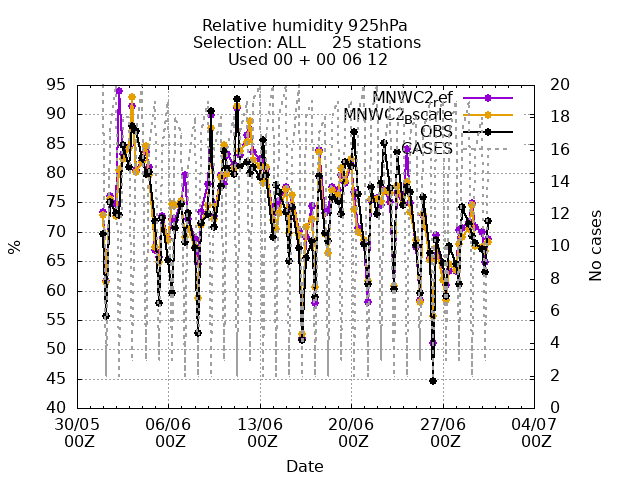 Relative humidity 925hPa
Selection: ALL 25 stations
Used 00 + 00 06 12
MNWC2ref
MNWC2Bscale
OBS
CASES
95
90
85
80
75
70
65
60
55
50
45
40
%
20
18
16
14
12
10
8
6
4
2
0
No cases
30/05 06/06 13/06 20/06 27/06 04/07
00Z 00Z 00Z 00Z 00Z 00Z
Date